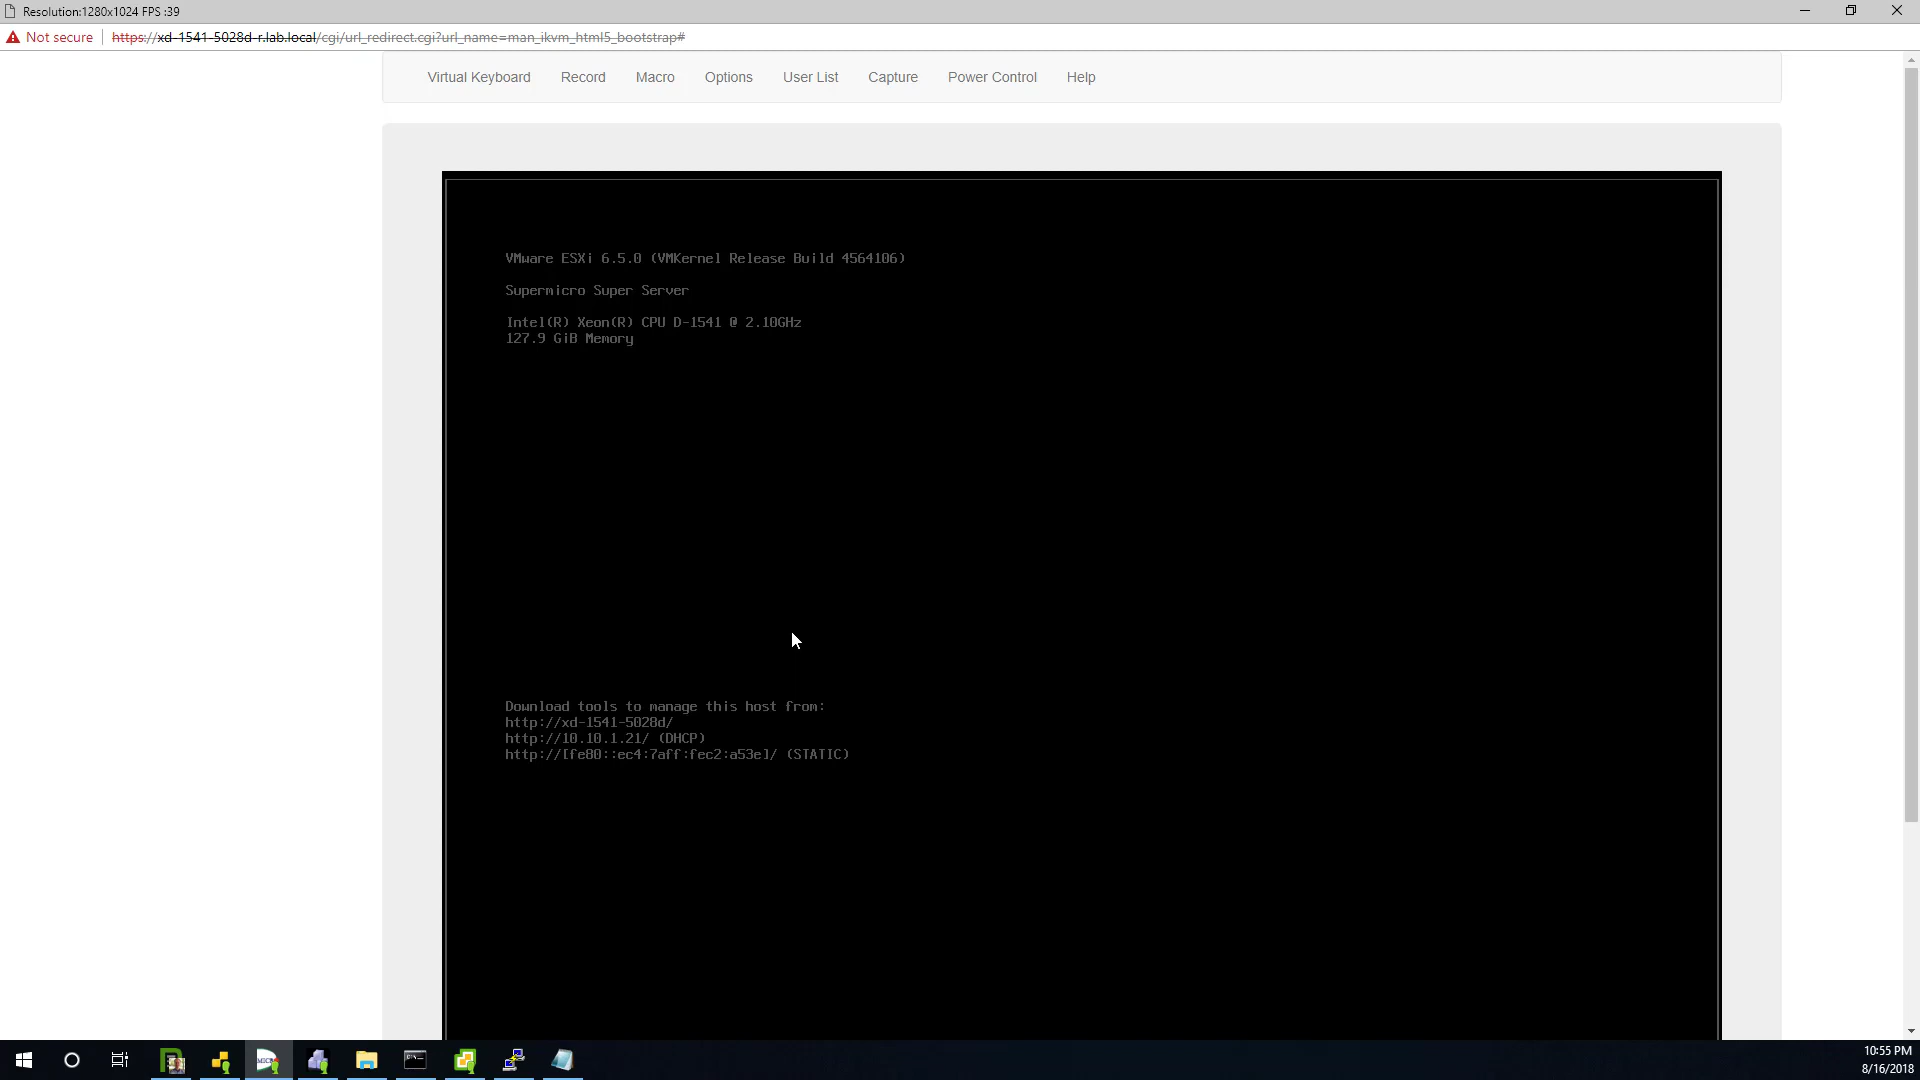 Resolution:1280x1024 FPS :39
Not secure https://xd-1541-5028d-r.lab.local/cgi/url_redirect.cgi?url_name=man_ikvm_html5_bootstrap#
Virtual Keyboard Record Macro Options User List Capture Power Control Help
VMware ESXi 6.5.0 (VMKernel Release Build 4564106)
Supermicro Super Server
Intel(R) Xeon(R) CPU D-1541 @ 2.10GHz
127.9 GiB Memory
Download tools to manage this host from:
http://xd-1541-5028d/
http://10.10.1.21/ (DHCP)
http://[fe80::ec4:7aff:fec2:a53e]/ (STATIC)
10:55 PM
8/16/2018